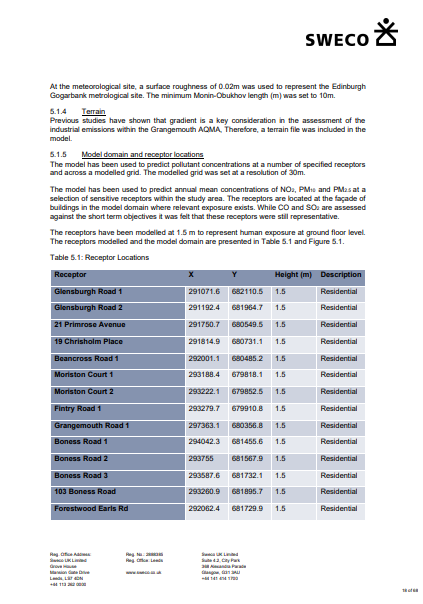 SWECO
At the meteorological site, a surface roughness of 0.02m was used to represent the Edinburgh
Gogarbank metrological site. The minimum Monin-Obukhov length (m) was set to 10m.
5.1.4 Terrain
Previous studies have shown that gradient is a key consideration in the assessment of the
industrial emissions within the Grangemouth AQMA, Therefore, a terrain file was included in the
model.
5.1.5 Model domain and receptor locations
The model has been used to predict pollutant concentrations at a number of specified receptors
and across a modelled grid. The modelled grid was set at a resolution of 30m.
The model has been used to predict annual mean concentrations of NO2, PM10 and PM2.5 at a
selection of sensitive receptors within the study area. The receptors are located at the façade of
buildings in the model domain where relevant exposure exists. While CO and SO2 are assessed
against the short term objectives it was felt that these receptors were still representative.
The receptors have been modelled at 1.5 m to represent human exposure at ground floor level.
The receptors modelled and the model domain are presented in Table 5.1 and Figure 5.1.
Table 5.1: Receptor Locations
Receptor X Y Height (m) Description
Glensburgh Road 1 291071.6 682110.5 1.5 Residential
Glensburgh Road 2 291192.4 681964.7 1.5 Residential
21 Primrose Avenue 291750.7 680549.5 1.5 Residential
19 Chrisholm Place 291814.9 680731.1 1.5 Residential
Beancross Road 1 292001.1 680485.2 1.5 Residential
Moriston Court 1 293188.4 679818.1 1.5 Residential
Moriston Court 2 293222.1 679852.5 1.5 Residential
Fintry Road 1 293279.7 679910.8 1.5 Residential
Grangemouth Road 1 297363.1 680356.8 1.5 Residential
Boness Road 1 294042.3 681455.6 1.5 Residential
Boness Road 2 293755 681567.9 1.5 Residential
Boness Road 3 293587.6 681732.1 1.5 Residential
103 Boness Road 293260.9 681895.7 1.5 Residential
Forestwood Earls Rd 292062.4 681729.9 1.5 Residential
Reg. Office Address: Reg. No.: 2888385 Sweco UK Limited
Sweco UK Limited Reg. Office: Leeds Suite 4.2, City Park
Grove House 368 Alexandra Parade
Mansion Gate Drive www.sweco.co.uk Glasgow, G31 3AU
Leeds, LS7 4DN +44 141 414 1700
+44 113 262 0000
18 of 68